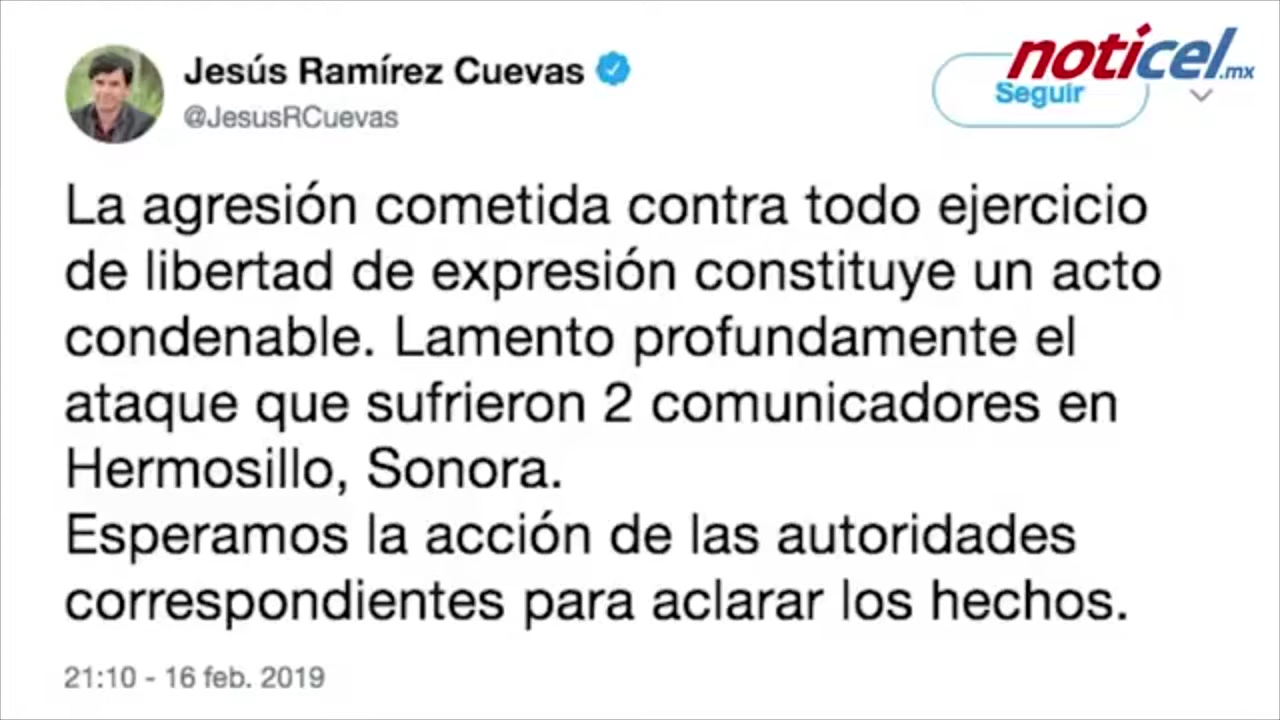 noticel.mx
Jesús Ramírez Cuevas
Seguir
@JesusRCuevas
La agresión cometida contra todo ejercicio
de libertad de expresión constituye un acto
condenable. Lamento profundamente el
ataque que sufrieron 2 comunicadores en
Hermosillo, Sonora.
Esperamos la acción de las autoridades
correspondientes para aclarar los hechos.
21:10 - 16 feb. 2019